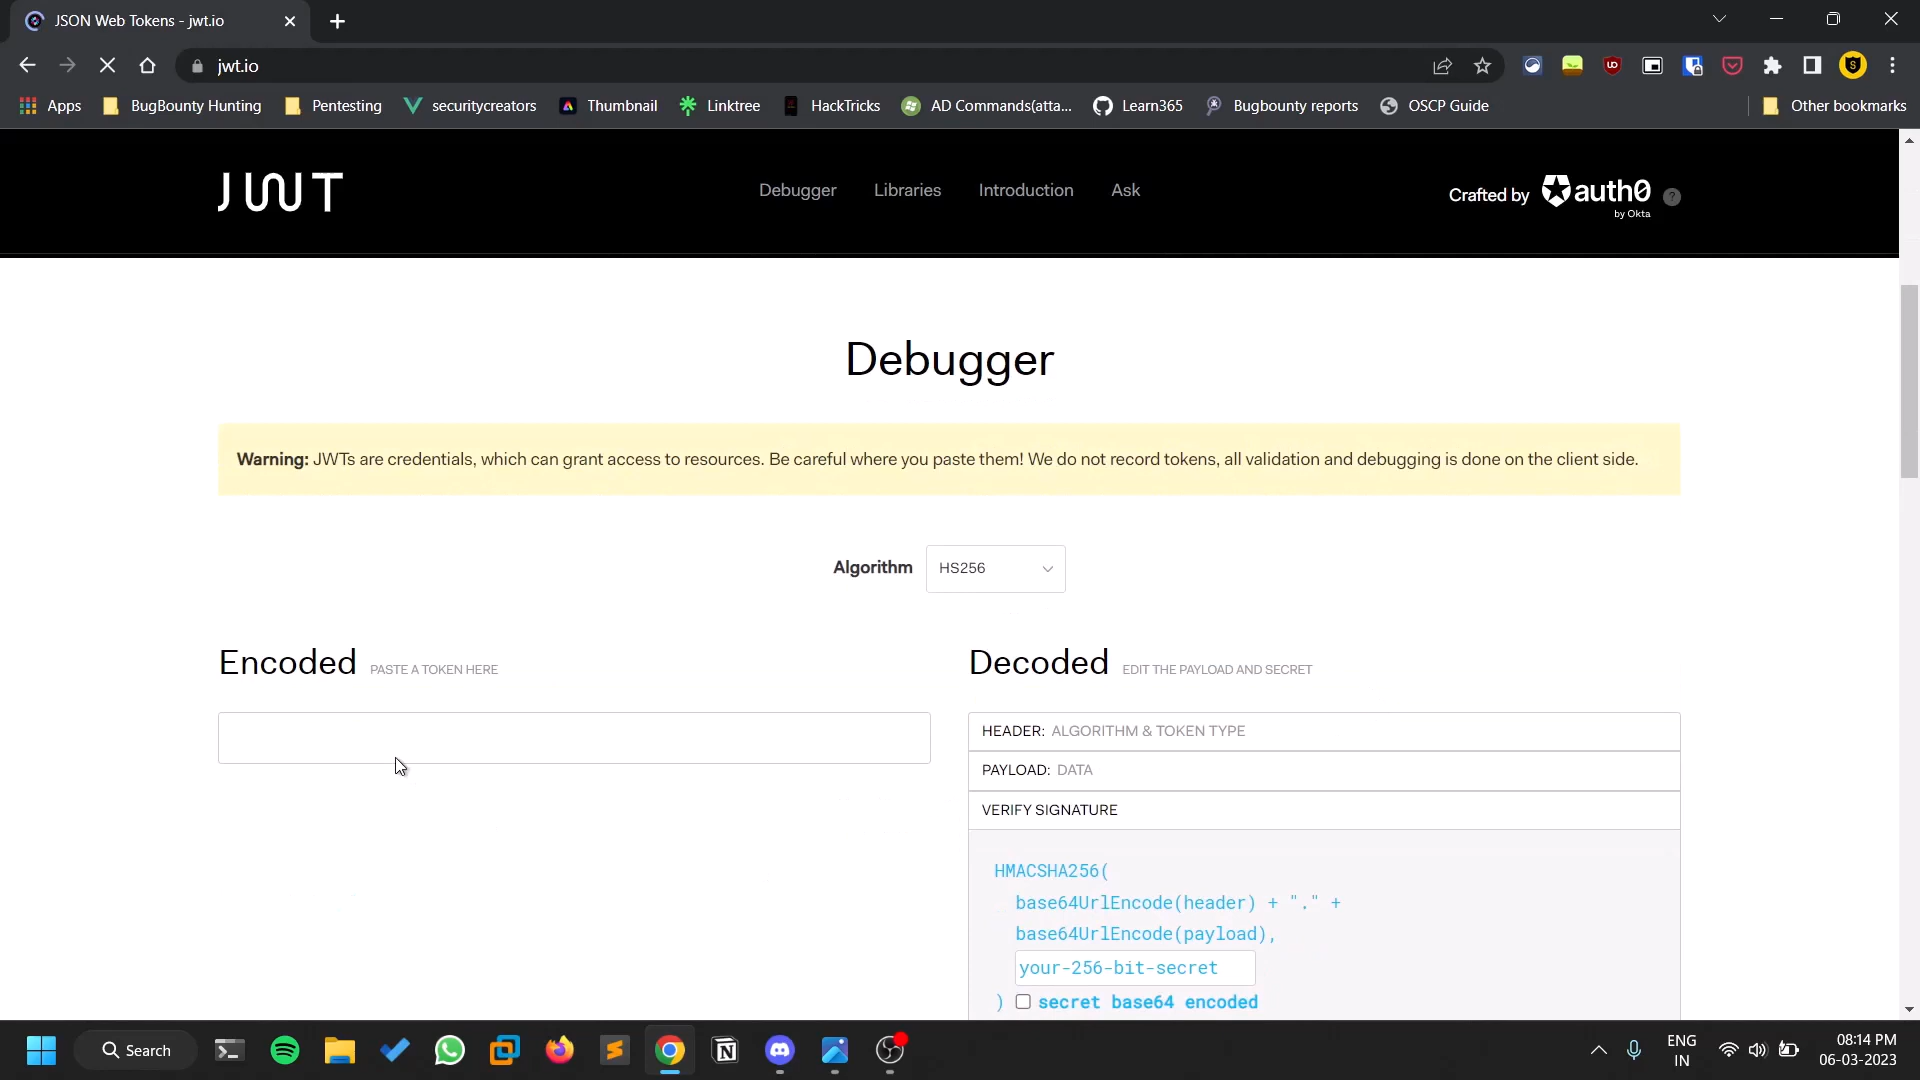 JSON Web Tokens - jwt.io
jwt.io
Apps
BugBounty Hunting
Pentesting
securitycreators
Thumbnail
Linktree
HackTricks
AD Commands(atta...
Learn365
Bugbounty reports
OSCP Guide
Other bookmarks
JWT
Debugger
Libraries
Introduction
Ask
Crafted by auth0
by Okta
?
Debugger
Warning: JWTs are credentials, which can grant access to resources. Be careful where you paste them! We do not record tokens, all validation and debugging is done on the client side.
Algorithm HS256
Encoded PASTE A TOKEN HERE
Decoded EDIT THE PAYLOAD AND SECRET
HEADER: ALGORITHM & TOKEN TYPE
PAYLOAD: DATA
VERIFY SIGNATURE
HMACSHA256(
base64UrlEncode(header) + "." +
base64UrlEncode(payload),
your-256-bit-secret
) secret base64 encoded
Search
ENG
IN
08:14 PM
06-03-2023